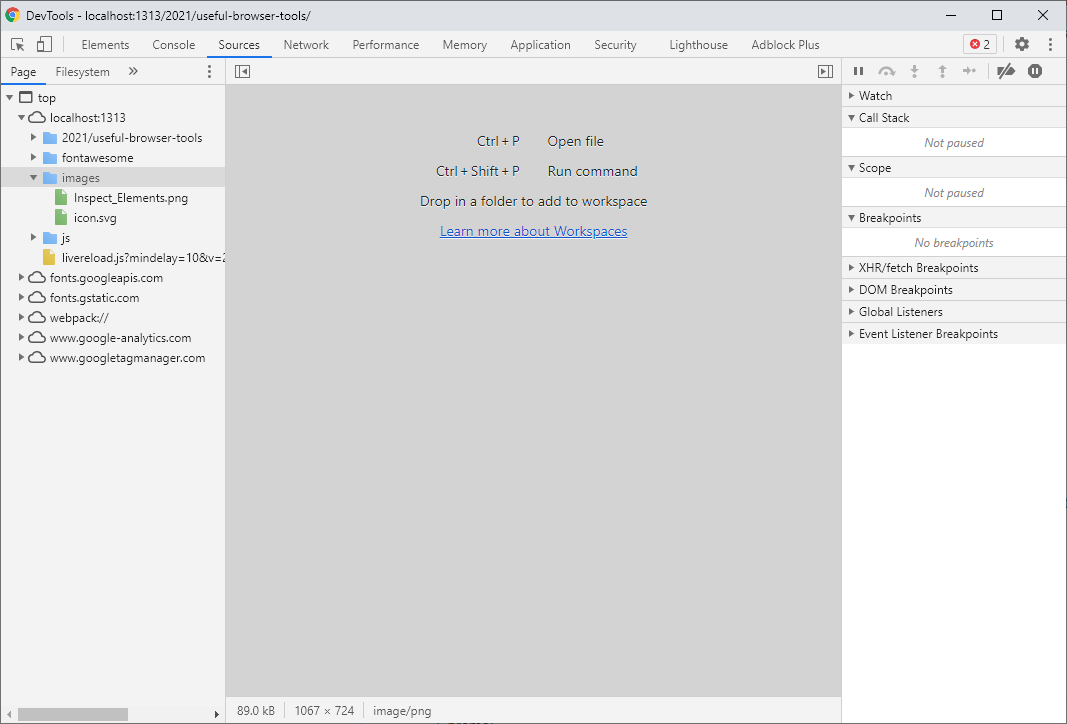 DevTools - localhost:1313/2021/useful-browser-tools/
Elements Console Sources Network Performance Memory Application Security Lighthouse Adblock Plus 2
Page Filesystem »
top
localhost:1313
2021/useful-browser-tools
fontawesome
images
Inspect_Elements.png
icon.svg
js
livereload.js?mindelay=10&v=2
fonts.googleapis.com
fonts.gstatic.com
webpack://
www.google-analytics.com
www.googletagmanager.com
Ctrl + P Open file
Ctrl + Shift + P Run command
Drop in a folder to add to workspace
Learn more about Workspaces
89.0 kB 1067 × 724 image/png
Watch
Call Stack
Not paused
Scope
Not paused
Breakpoints
No breakpoints
XHR/fetch Breakpoints
DOM Breakpoints
Global Listeners
Event Listener Breakpoints